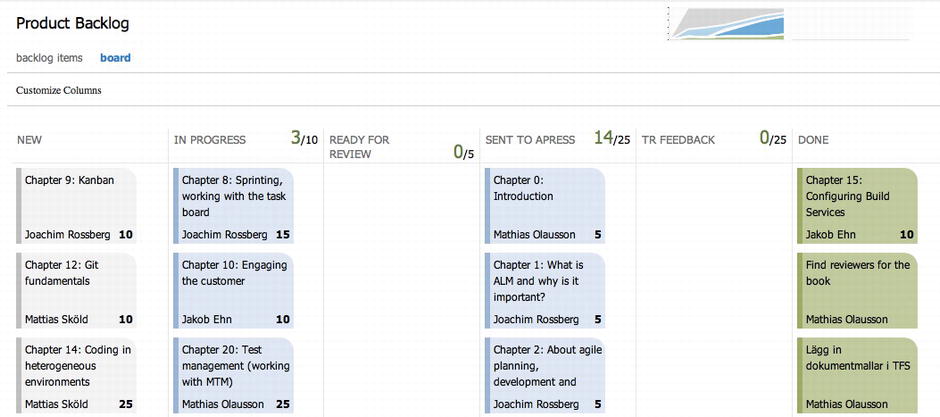 Product Backlog
backlog items board
Customize Columns
NEW
IN PROGRESS 3/10
READY FOR
REVIEW 0/5
SENT TO APRESS 14/25
TR FEEDBACK 0/25
DONE
Chapter 9: Kanban
Joachim Rossberg 10
Chapter 12: Git
fundamentals
Mattias Sköld 10
Chapter 14: Coding in
heterogeneous
environments
Mattias Sköld 25
Chapter 8: Sprinting,
working with the task
board
Joachim Rossberg 15
Chapter 10: Engaging
the customer
Jakob Ehn 10
Chapter 20: Test
management (working
with MTM)
Mathias Olausson 25
Chapter 0:
Introduction
Mathias Olausson 5
Chapter 1: What is
ALM and why is it
important?
Joachim Rossberg 5
Chapter 2: About agile
planning,
development and
Joachim Rossberg 5
Chapter 15:
Configuring Build
Services
Jakob Ehn 10
Find reviewers for the
book
Mathias Olausson
Lägg in
dokumentmallar i TFS
Mathias Olausson